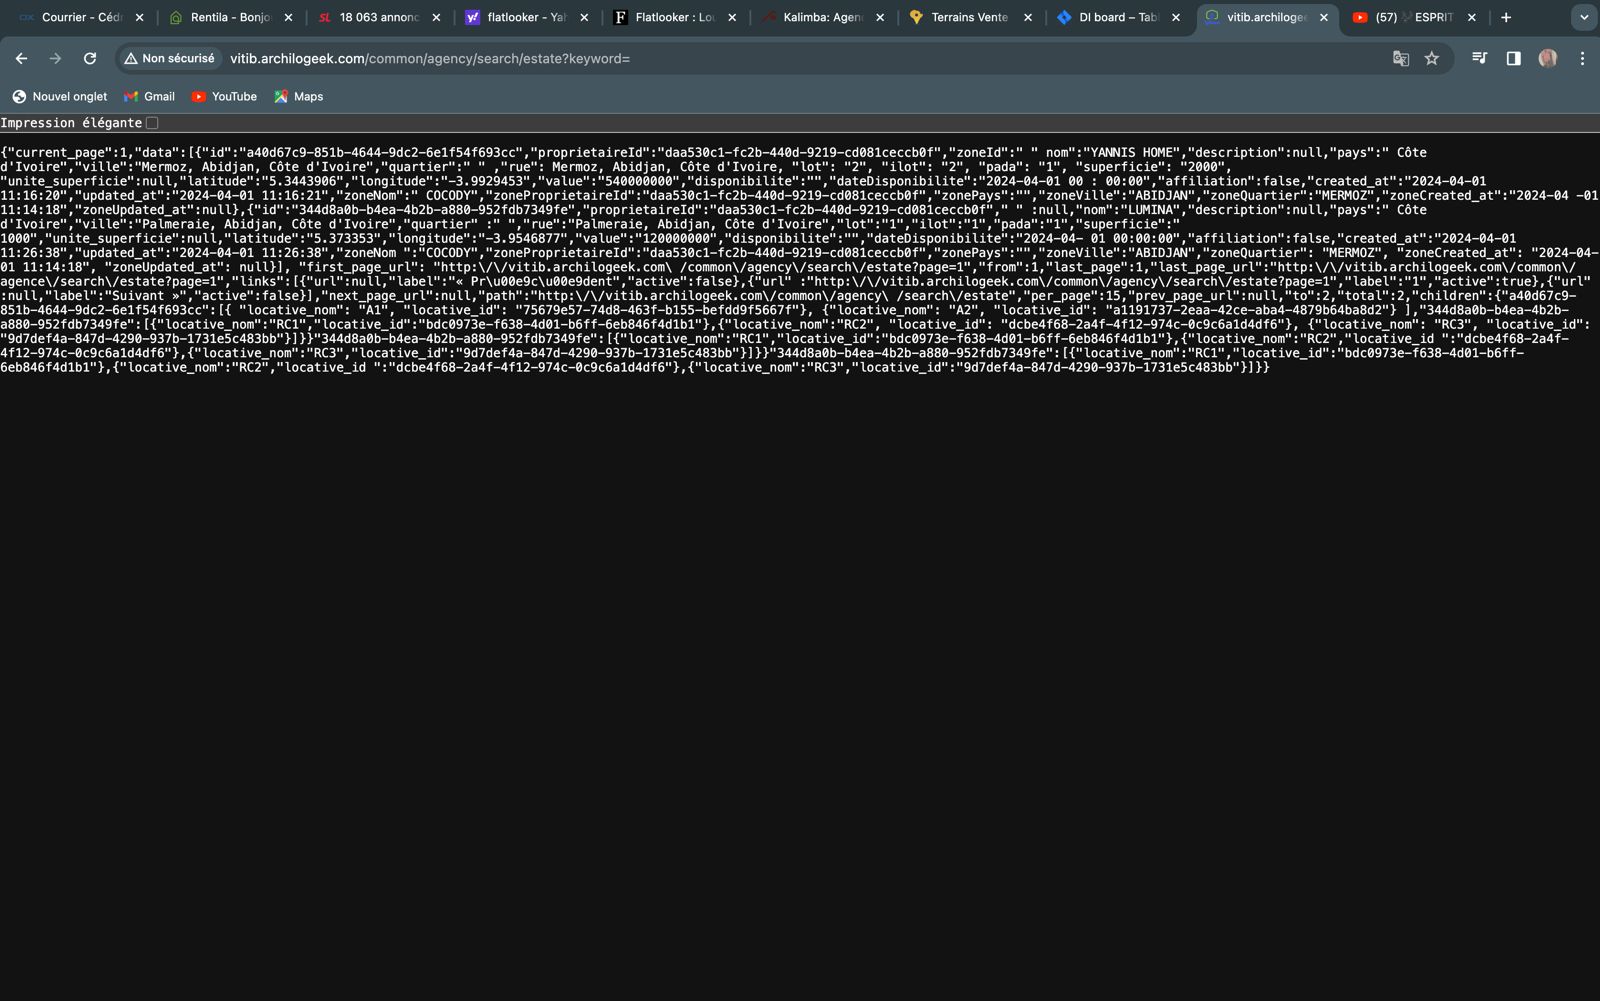 Courrier - Cédr
Rentila - Bonjo
18 063 annonc
flatlooker - Yah
Flatlooker : Lou
Kalimba: Agenc
Terrains Vente
DI board – Tabl
vitib.archilogee
(57) ESPRIT
Non sécurisé
vitib.archilogeek.com/common/agency/search/estate?keyword=
Nouvel onglet
Gmail
YouTube
Maps
Impression élégante
{"current_page":1,"data":[{"id":"a40d67c9-851b-4644-9dc2-6e1f54f693cc","proprietaireId":"daa530c1-fc2b-440d-9219-cd081ceccb0f","zoneId":" " nom":"YANNIS HOME","description":null,"pays":" Côte
d'Ivoire","ville":"Mermoz, Abidjan, Côte d'Ivoire","quartier":" " ,"rue": Mermoz, Abidjan, Côte d'Ivoire, "lot": "2", "ilot": "2", "pada": "1", "superficie": "2000",
"unite_superficie":null,"latitude":"5.3443906","longitude":"-3.9929453","value":"540000000","disponibilite":"","dateDisponibilite":"2024-04-01 00 : 00:00","affiliation":false,"created_at":"2024-04-01
11:16:20","updated_at":"2024-04-01 11:16:21","zoneNom":" COCODY","zoneProprietaireId":"daa530c1-fc2b-440d-9219-cd081ceccb0f","zonePays":"","zoneVille":"ABIDJAN","zoneQuartier":"MERMOZ","zoneCreated_at":"2024-04 -01
11:14:18","zoneUpdated_at":null},{"id":"344d8a0b-b4ea-4b2b-a880-952fdb7349fe","proprietaireId":"daa530c1-fc2b-440d-9219-cd081ceccb0f"," " :null,"nom":"LUMINA","description":null,"pays":" Côte
d'Ivoire","ville":"Palmeraie, Abidjan, Côte d'Ivoire","quartier" :" ","rue":"Palmeraie, Abidjan, Côte d'Ivoire","lot":"1","ilot":"1","pada":"1","superficie":"
1000","unite_superficie":null,"latitude":"5.373353","longitude":"-3.9546877","value":"120000000","disponibilite":"","dateDisponibilite":"2024-04- 01 00:00:00","affiliation":false,"created_at":"2024-04-01
11:26:38","updated_at":"2024-04-01 11:26:38","zoneNom ":"COCODY","zoneProprietaireId":"daa530c1-fc2b-440d-9219-cd081ceccb0f","zonePays":"","zoneVille":"ABIDJAN","zoneQuartier": "MERMOZ", "zoneCreated_at": "2024-04-
01 11:14:18", "zoneUpdated_at": null}], "first_page_url": "http:\/\/vitib.archilogeek.com\ /common\/agency\/search\/estate?page=1","from":1,"last_page":1,"last_page_url":"http:\/\/vitib.archilogeek.com\/common\/
agence\/search\/estate?page=1","links":[{"url":null,"label":"« Pr\u00e9c\u00e9dent","active":false},{"url" :"http:\/\/vitib.archilogeek.com\/common\/agency\/search\/estate?page=1","label":"1","active":true},{"url"
:null,"label":"Suivant »","active":false}],"next_page_url":null,"path":"http:\/\/vitib.archilogeek.com\/common\/agency\ /search\/estate","per_page":15,"prev_page_url":null,"to":2,"total":2,"children":{"a40d67c9-
851b-4644-9dc2-6e1f54f693cc":[{ "locative_nom": "A1", "locative_id": "75679e57-74d8-463f-b155-befdd9f5667f"}, {"locative_nom": "A2", "locative_id": "a1191737-2eaa-42ce-aba4-4879b64ba8d2"} ],"344d8a0b-b4ea-4b2b-
a880-952fdb7349fe":[{"locative_nom":"RC1","locative_id":"bdc0973e-f638-4d01-b6ff-6eb846f4d1b1"},{"locative_nom":"RC2", "locative_id": "dcbe4f68-2a4f-4f12-974c-0c9c6a1d4df6"}, {"locative_nom": "RC3", "locative_id":
"9d7def4a-847d-4290-937b-1731e5c483bb"}]}}"344d8a0b-b4ea-4b2b-a880-952fdb7349fe":[{"locative_nom":"RC1","locative_id":"bdc0973e-f638-4d01-b6ff-6eb846f4d1b1"},{"locative_nom":"RC2","locative_id ":"dcbe4f68-2a4f-
4f12-974c-0c9c6a1d4df6"},{"locative_nom":"RC3","locative_id":"9d7def4a-847d-4290-937b-1731e5c483bb"}]}}"344d8a0b-b4ea-4b2b-a880-952fdb7349fe":[{"locative_nom":"RC1","locative_id":"bdc0973e-f638-4d01-b6ff-
6eb846f4d1b1"},{"locative_nom":"RC2","locative_id ":"dcbe4f68-2a4f-4f12-974c-0c9c6a1d4df6"},{"locative_nom":"RC3","locative_id":"9d7def4a-847d-4290-937b-1731e5c483bb"}]}}